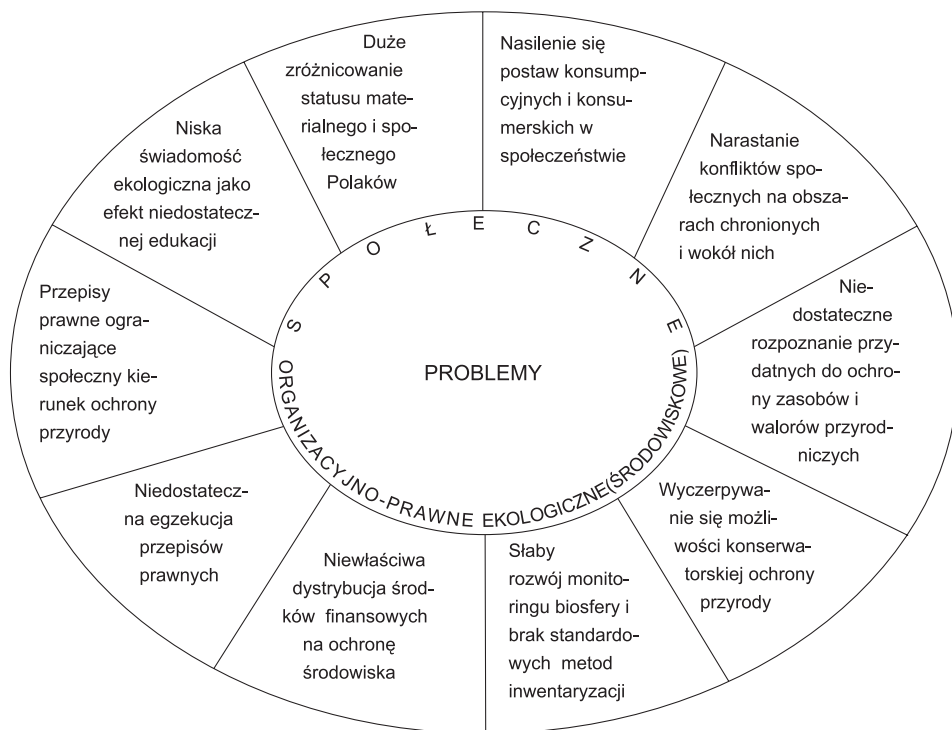 Duże
zróżnicowanie
statusu mate-
rialnego i spo-
łecznego
Polaków
Nasilenie się
postaw konsump-
cyjnych i konsu-
merskich w
społeczeństwie
Narastanie
konfliktów spo-
łecznych na obsza-
rach chronionych
i wokół nich
Nie-
dostateczne
rozpoznanie przy-
datnych do ochro-
ny zasobów i
walorów przyrod-
niczych
Wyczerpywa-
nie się możli-
wości konserwa-
torskiej ochrony
przyrody
Słaby
rozwój monito-
ringu biosfery i
brak standardo-
wych metod
inwentaryzacji
Niewłaściwa
dystrybucja środ-
ków finansowych
na ochronę
środowiska
Niedostatecz-
na egzekucja
przepisów
prawnych
Przepisy
prawne ogra-
niczające
społeczny kie-
runek ochrony
przyrody
Niska
świadomość
ekologiczna jako
efekt niedostatecz-
nej edukacji
SPOŁECZNE
PROBLEMY
ORGANIZACYJNO-PRAWNE
EKOLOGICZNE(ŚRODOWISKOWE)